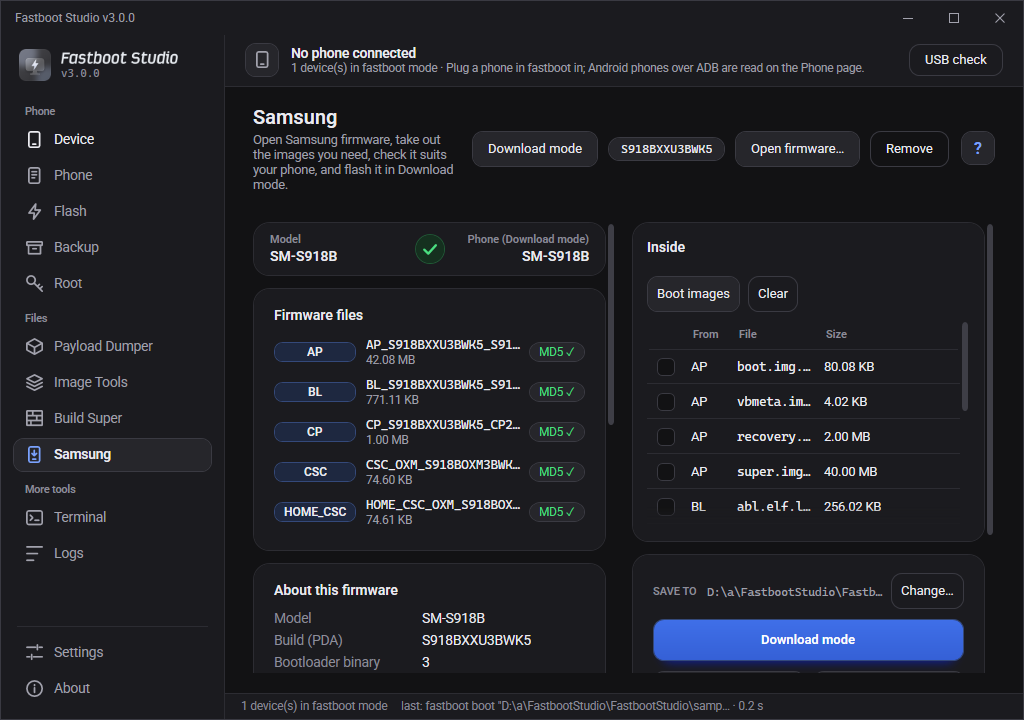 Fastboot Studio v3.0.0
Fastboot Studio
v3.0.0
Phone
Device
Phone
Flash
Backup
Root
Files
Payload Dumper
Image Tools
Build Super
Samsung
More tools
Terminal
Logs
Settings
About
No phone connected
1 device(s) in fastboot mode · Plug a phone in fastboot in; Android phones over ADB are read on the Phone page.
USB check
Samsung
Open Samsung firmware, take out
the images you need, check it suits
your phone, and flash it in Download
mode.
Download mode
S918BXXU3BWK5
Open firmware...
Remove
?
Model
SM-S918B
Phone (Download mode)
SM-S918B
Firmware files
AP
AP_S918BXXU3BWK5_S91...
42.08 MB
MD5 ✓
BL
BL_S918BXXU3BWK5_S91...
771.11 KB
MD5 ✓
CP
CP_S918BXXU3BWK5_CP2...
1.00 MB
MD5 ✓
CSC
CSC_OXM_S918BOXM3BWK...
74.60 KB
MD5 ✓
HOME_CSC
HOME_CSC_OXM_S918BOX...
74.61 KB
MD5 ✓
About this firmware
Model SM-S918B
Build (PDA) S918BXXU3BWK5
Bootloader binary 3
Inside
Boot images
Clear
From File Size
AP boot.img.... 80.08 KB
AP vbmeta.im... 4.02 KB
AP recovery.... 2.00 MB
AP super.img... 40.00 MB
BL abl.elf.l... 256.02 KB
SAVE TO D:\a\FastbootStudio\Fastb... Change...
Download mode
1 device(s) in fastboot mode last: fastboot boot "D:\a\FastbootStudio\FastbootStudio\samp... · 0.2 s